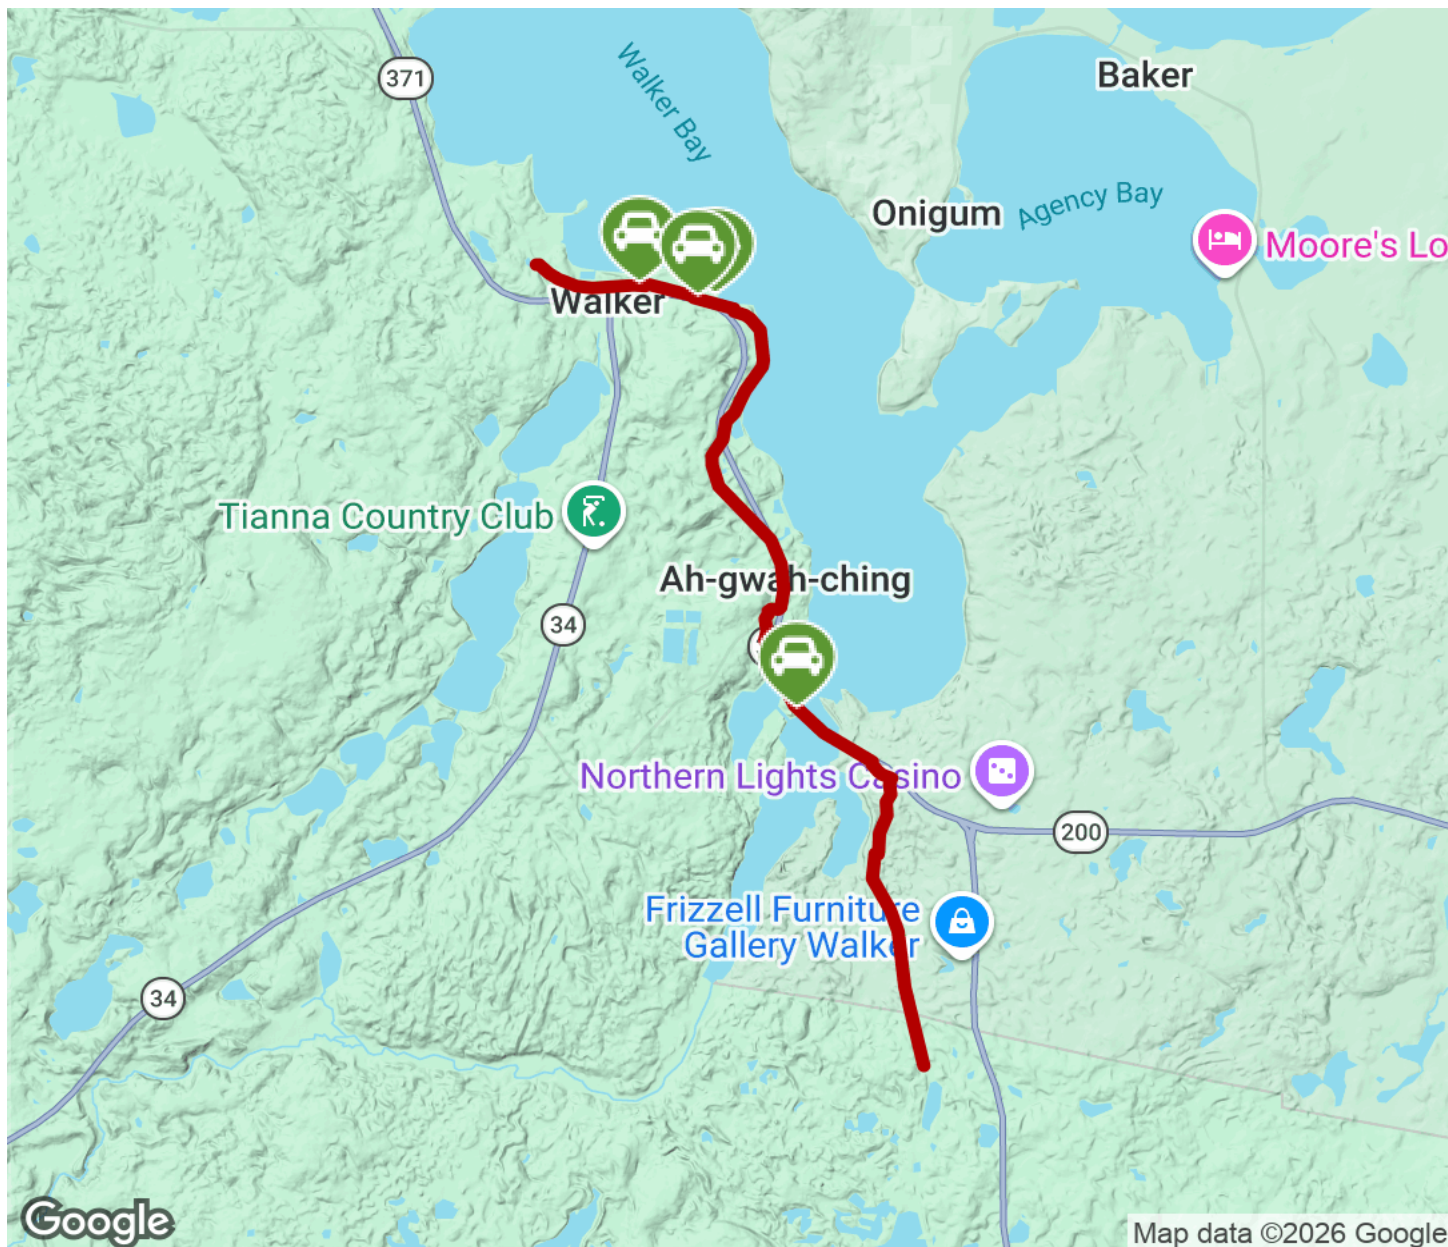 371
Walker Bay
Baker
Onigum
Agency Bay
Moore's Lo
Walker
Tianna Country Club
Ah-gwah-ching
34
Northern Lights Casino
200
Frizzell Furniture
Gallery Walker
34
Google
Map data ©2026 Google